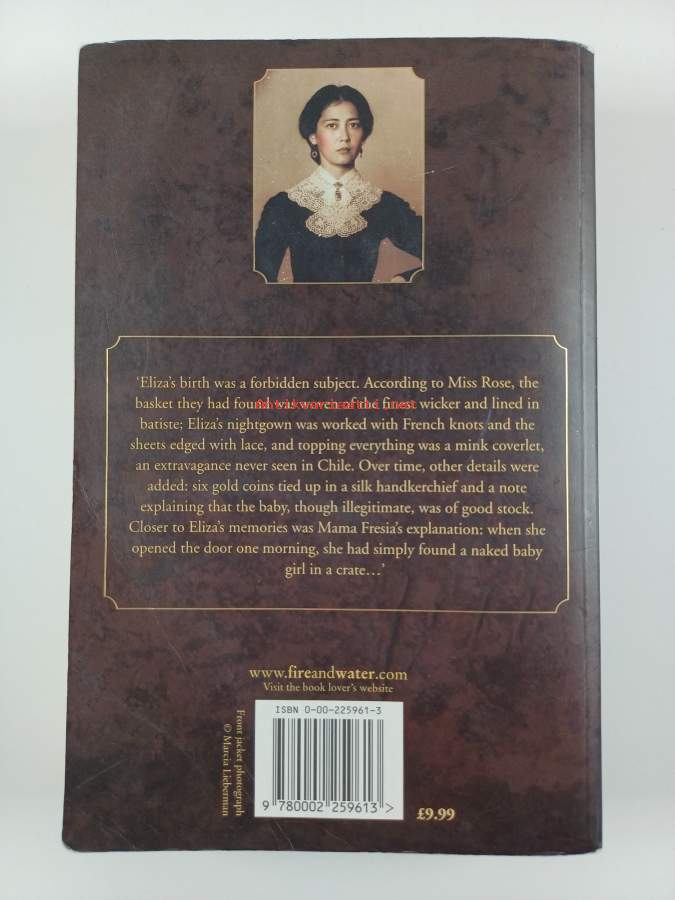 ‘Eliza’s birth was a forbidden subject. According to Miss Rose, the
basket they had found was woven of the finest wicker and lined in
batiste; Eliza’s nightgown was worked with French knots and the
sheets edged with lace, and topping everything was a mink coverlet,
an extravagance never seen in Chile. Over time, other details were
added: six gold coins tied up in a silk handkerchief and a note
explaining that the baby, though illegitimate, was of good stock.
Closer to Eliza’s memories was Mama Fresia’s explanation: when she
opened the door one morning, she had simply found a naked baby
girl in a crate…’
www.fireandwater.com
Visit the book lover’s website
ISBN 0-00-225961-3
9 780002 259613 >
£9.99
Front jacket photograph
© Marcia Lieberman